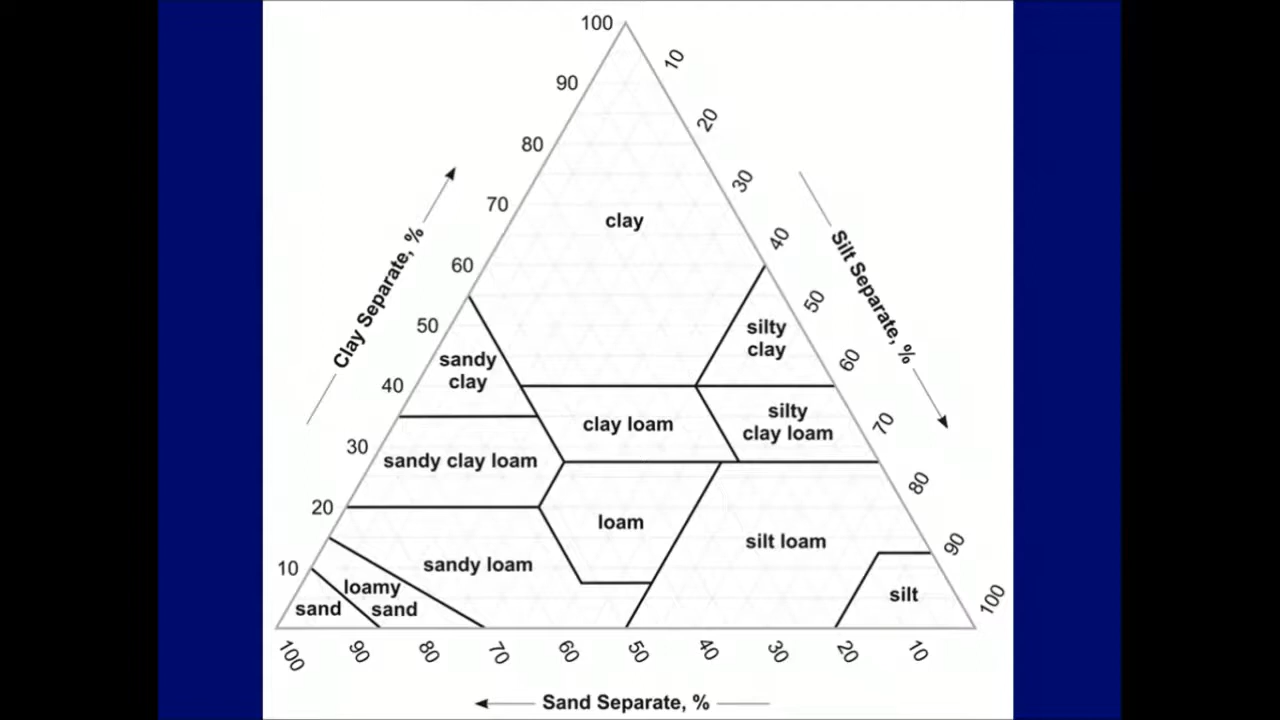 100
10
90
20
80
30
70
clay
40
60
Clay Separate, %
Silt Separate, %
50
50
silty
clay
sandy
clay
60
40
clay loam
silty
clay loam
70
30
sandy clay loam
80
20
loam
silt loam
90
sandy loam
10
loamy
sand
sand
silt
100
100
90
80
70
60
50
40
30
20
10
Sand Separate, %